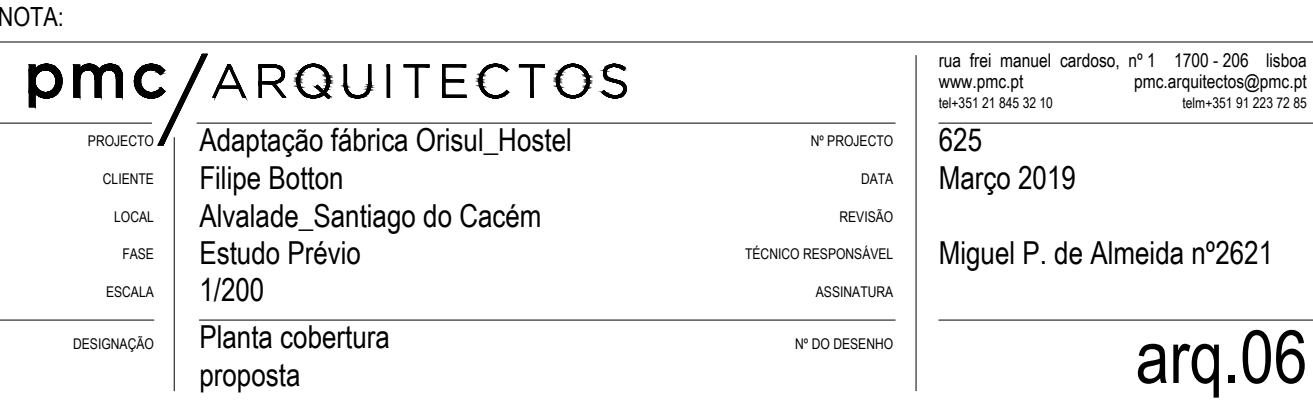 NOTA:
pmc/ARQUITECTOS
rua frei manuel cardoso, nº 1 1700 - 206 lisboa
www.pmc.pt pmc.arquitectos@pmc.pt
tel+351 21 845 32 10 telm+351 91 223 72 85
PROJECTO Adaptação fábrica Orisul_Hostel Nº PROJECTO 625
CLIENTE Filipe Botton DATA Março 2019
LOCAL Alvalade_Santiago do Cacém REVISÃO
FASE Estudo Prévio TÉCNICO RESPONSÁVEL Miguel P. de Almeida nº2621
ESCALA 1/200 ASSINATURA
DESIGNAÇÃO Planta cobertura Nº DO DESENHO arq.06
proposta